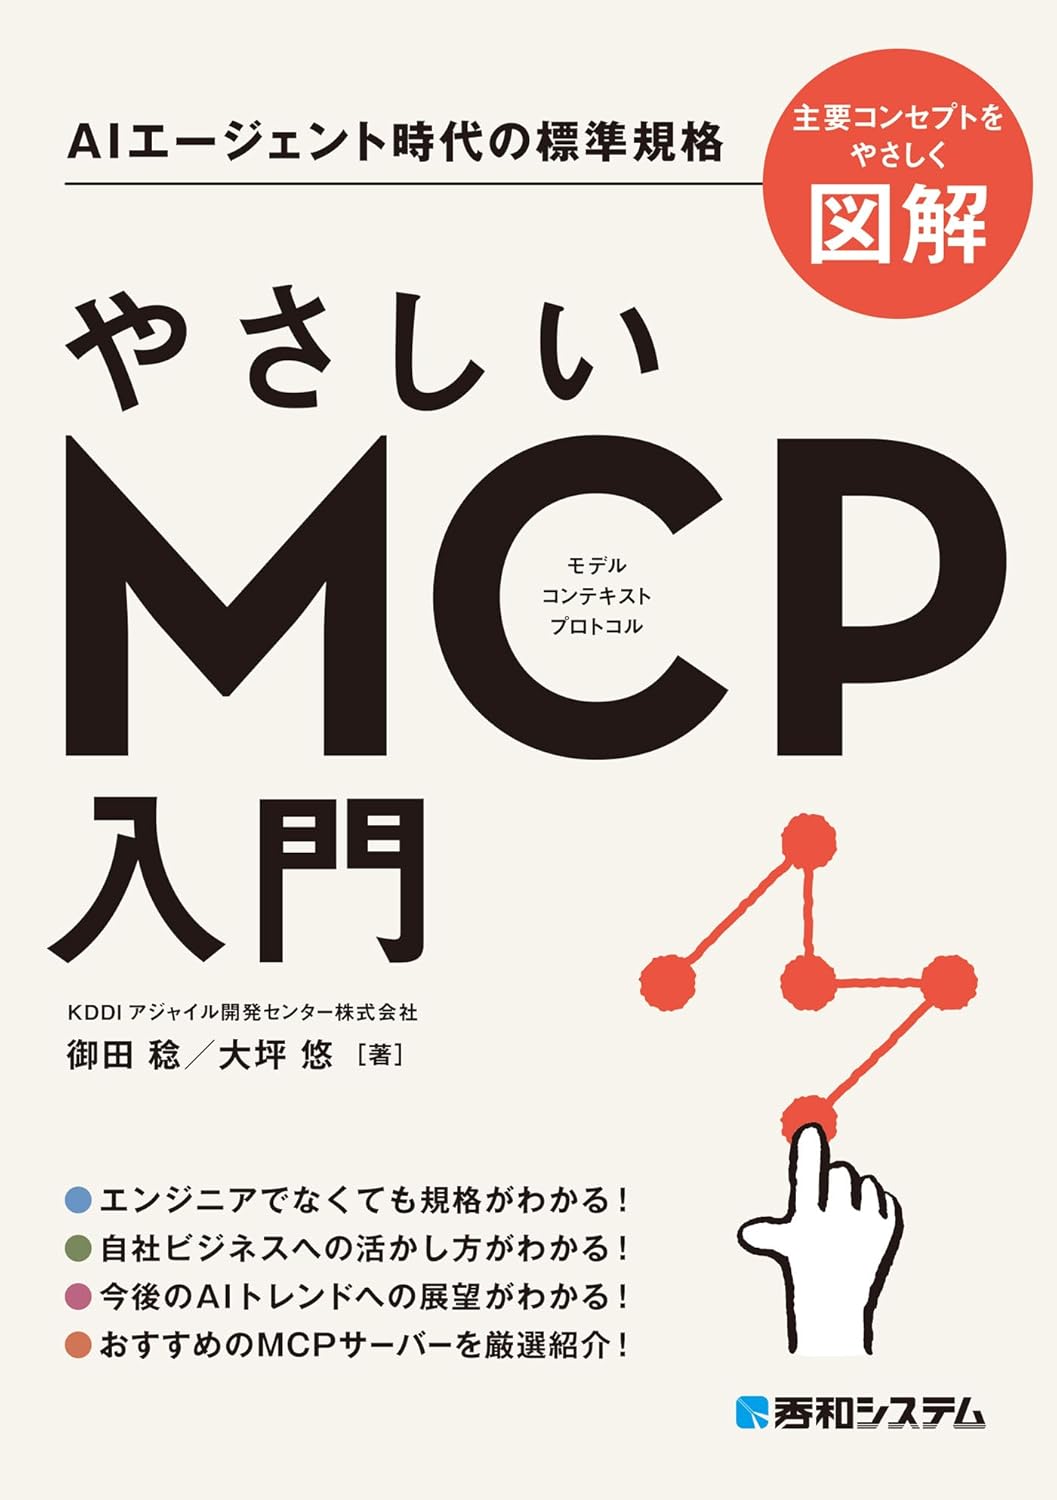 AIエージェント時代の標準規格
主要コンセプトを
やさしく
図解
やさしい
MCP
モデル
コンテキスト
プロトコル
入門
KDDI アジャイル開発センター株式会社
御田 稔／大坪 悠 [著]
エンジニアでなくても規格がわかる！
自社ビジネスへの活かし方がわかる！
今後のAIトレンドへの展望がわかる！
おすすめのMCPサーバーを厳選紹介！
秀和システム